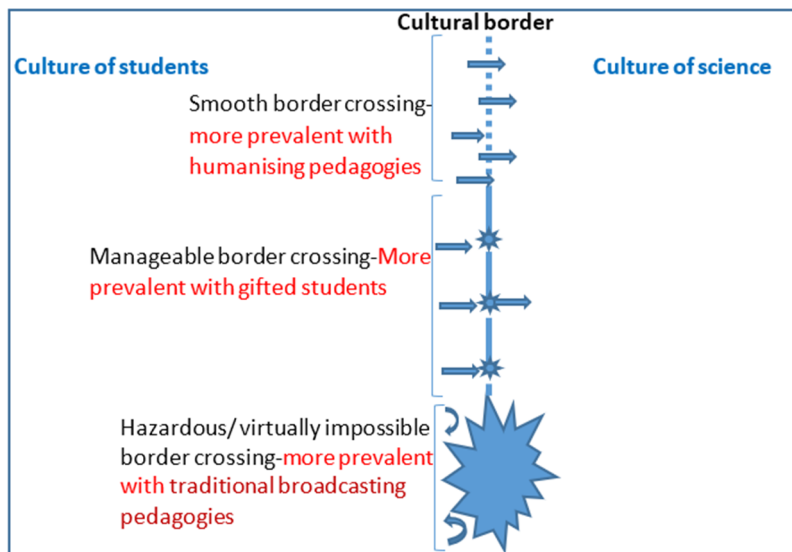 Cultural border
Culture of students
Culture of science
Smooth border crossing-
more prevalent with
humanising pedagogies
Manageable border crossing-More
prevalent with gifted students
Hazardous/ virtually impossible
border crossing-more prevalent
with traditional broadcasting
pedagogies